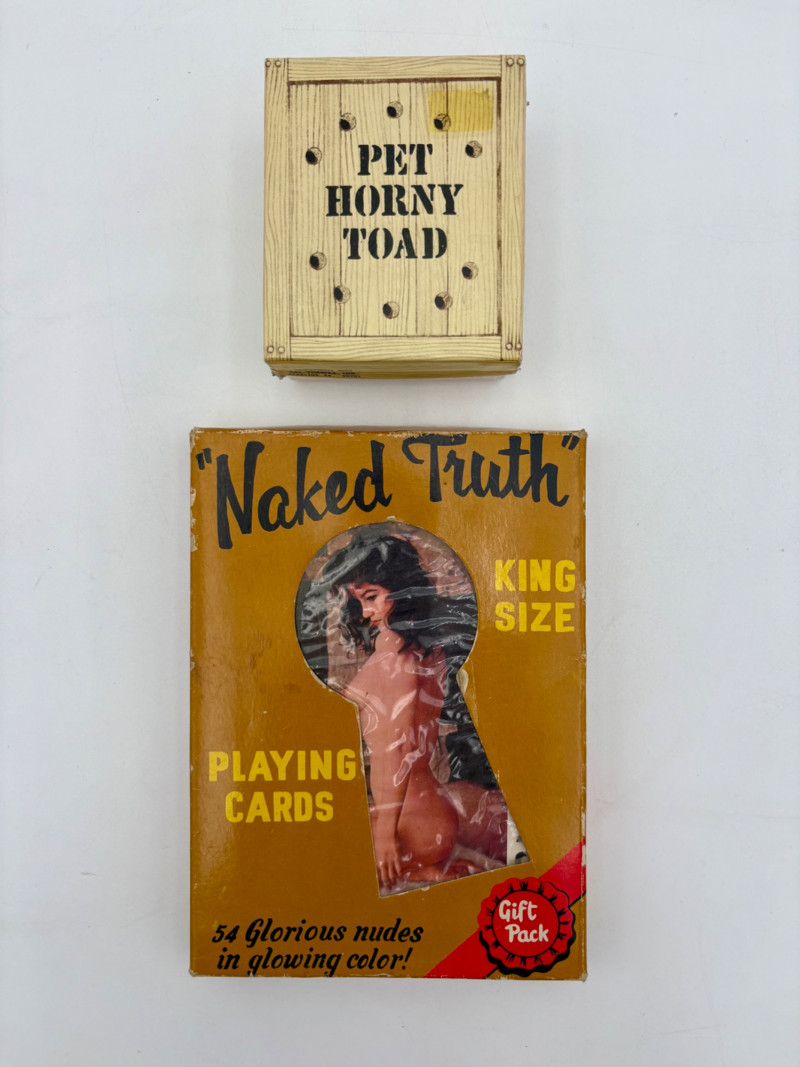 PET
HORNY
TOAD
"Naked Truth"
KING
SIZE
PLAYING
CARDS
54 Glorious nudes
in glowing color!
Gift
Pack